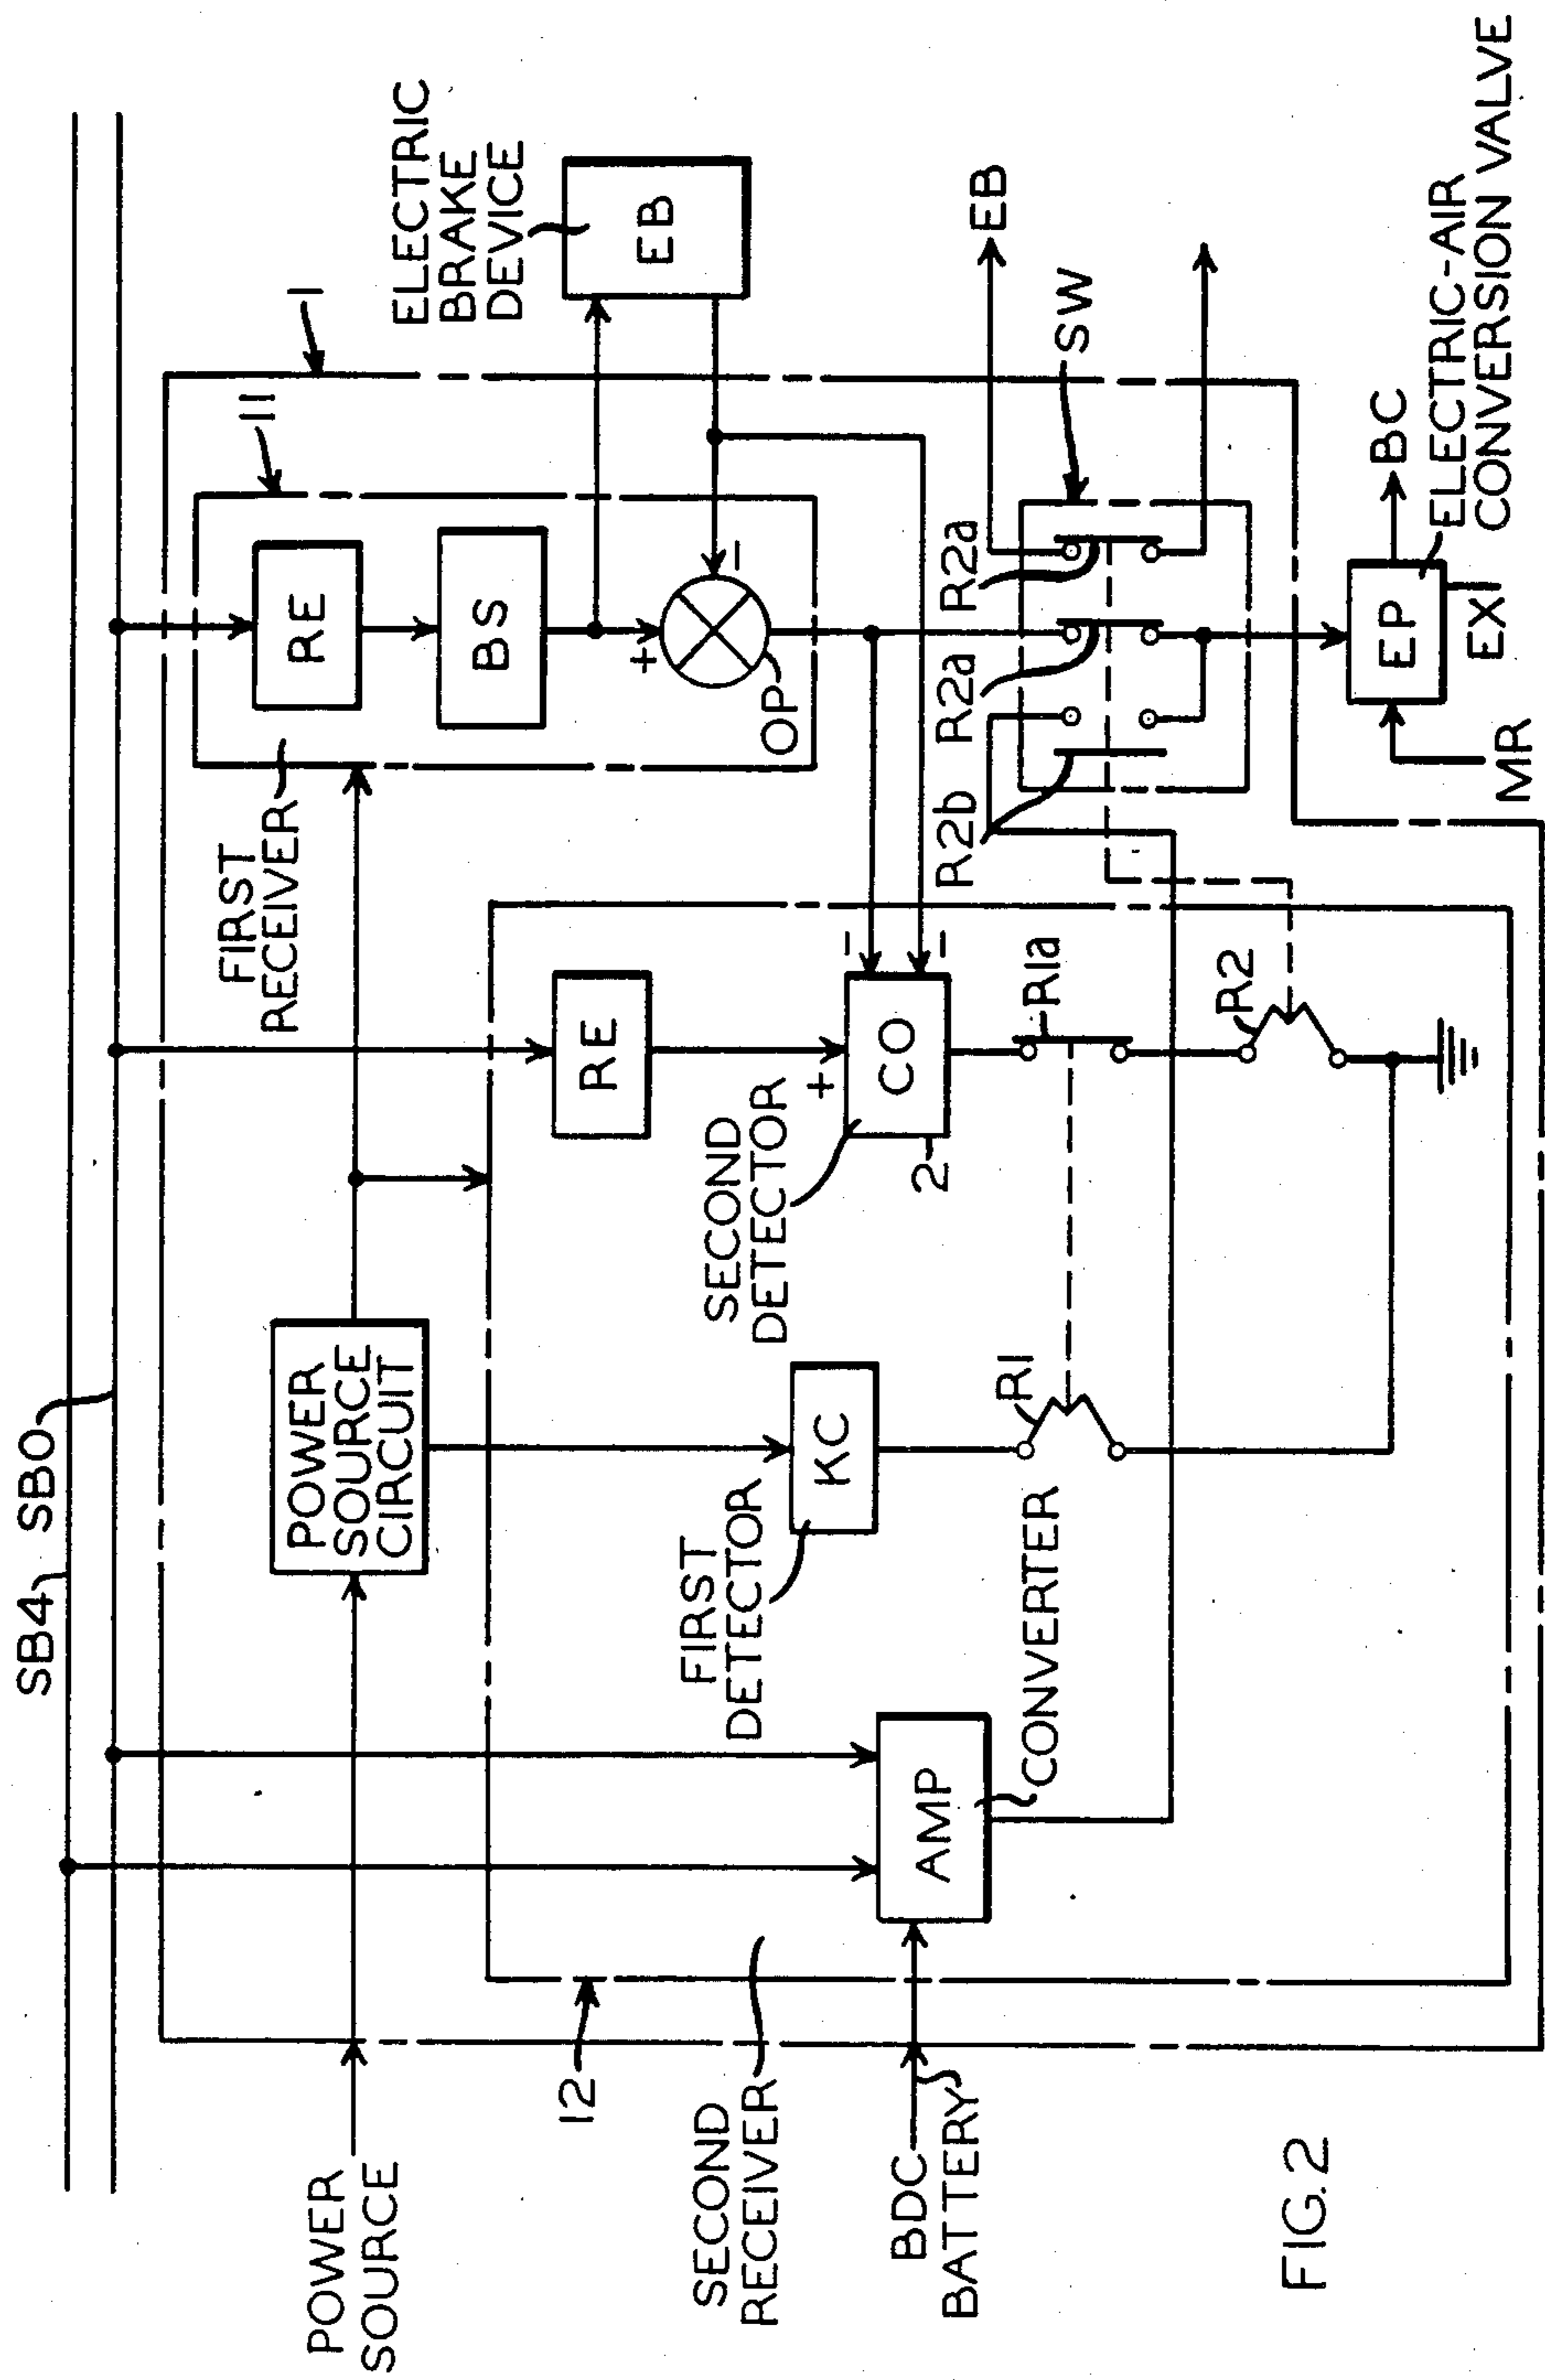 SB4
SB0
POWER
SOURCE
POWER
SOURCE
CIRCUIT
FIRST
RECEIVER
11
1
RE
BS
+
−
OP
ELECTRIC
BRAKE
DEVICE
EB
12
SECOND
RECEIVER
BDC
BATTERY
AMP
CONVERTER
FIRST
DETECTOR
KC
R1
SECOND
DETECTOR
RE
+
−
−
CO
2
R1a
R2
R2b
R2a
R2a
SW
EB
MR
EP
EX
BC
ELECTRIC-AIR
CONVERSION VALVE
FIG.2